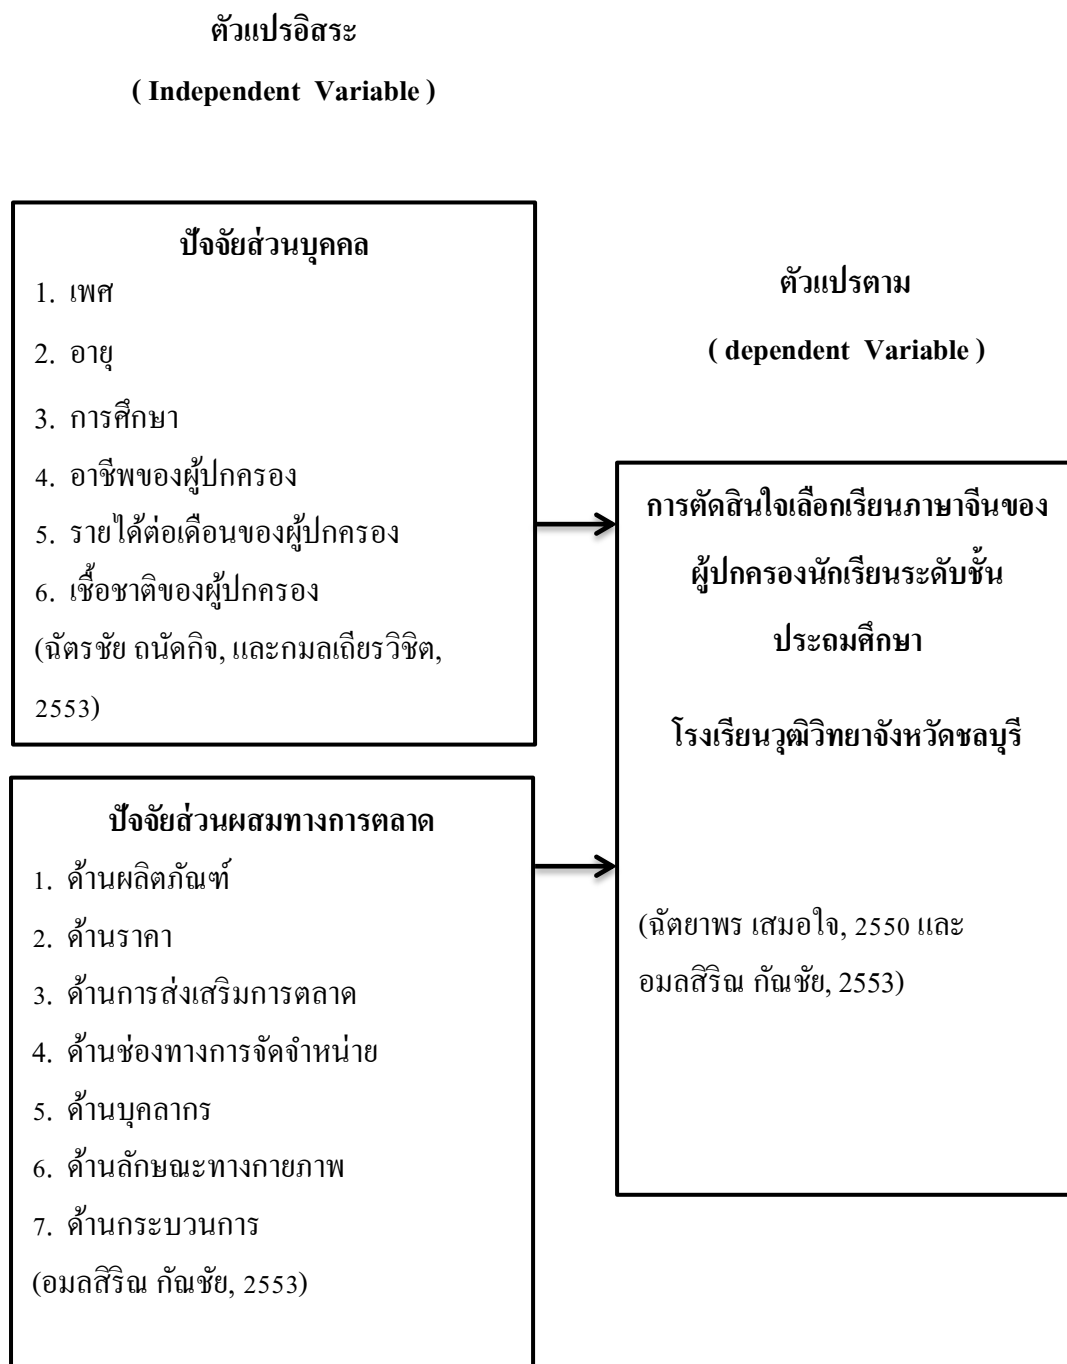 ตัวแปรอิสระ
( Independent Variable )
ปัจจัยส่วนบุคคล
1. เพศ
2. อายุ
3. การศึกษา
4. อาชีพของผู้ปกครอง
5. รายได้ต่อเดือนของผู้ปกครอง
6. เชื้อชาติของผู้ปกครอง
(ฉัตรชัย ถนัดกิจ, และกมลเถียรวิชิต,
2553)
ปัจจัยส่วนผสมทางการตลาด
1. ด้านผลิตภัณฑ์
2. ด้านราคา
3. ด้านการส่งเสริมการตลาด
4. ด้านช่องทางการจัดจำหน่าย
5. ด้านบุคลากร
6. ด้านลักษณะทางกายภาพ
7. ด้านกระบวนการ
(อมลสิริณ กัณชัย, 2553)
ตัวแปรตาม
( dependent Variable )
การตัดสินใจเลือกเรียนภาษาจีนของ
ผู้ปกครองนักเรียนระดับชั้น
ประถมศึกษา
โรงเรียนวุฒิวิทยาจังหวัดชลบุรี
(ฉัตยาพร เสมอใจ, 2550 และ
อมลสิริณ กัณชัย, 2553)